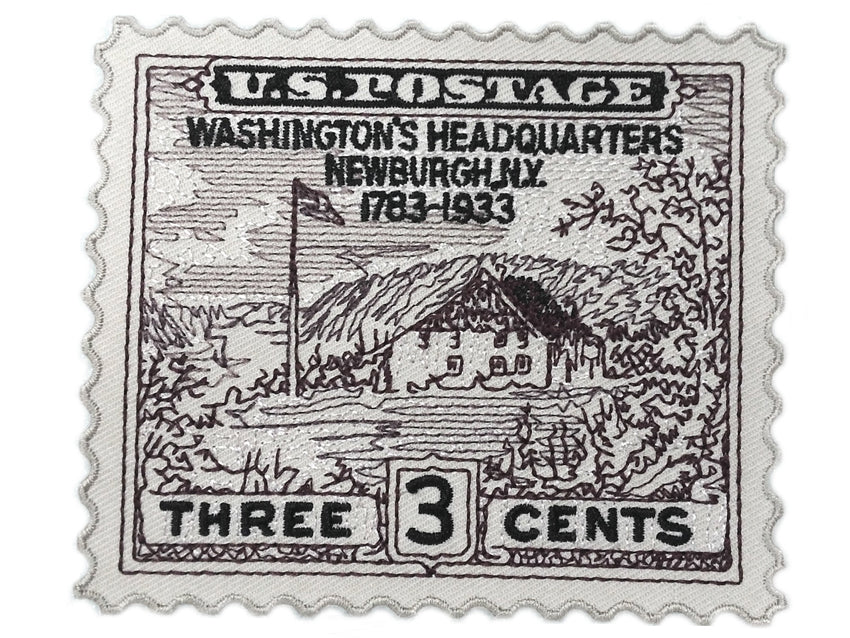 U.S. POSTAGE
WASHINGTON'S HEADQUARTERS
NEWBURGH, N.Y.
1783-1933
THREE 3 CENTS